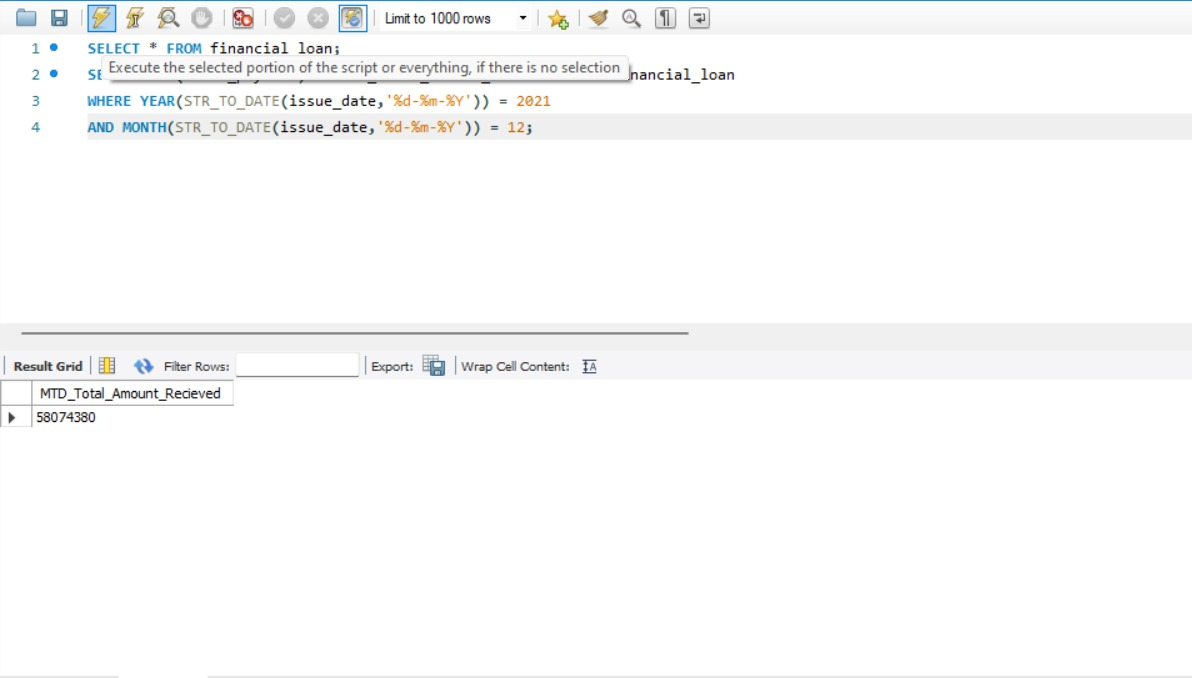 Limit to 1000 rows
1 SELECT * FROM financial_loan;
Execute the selected portion of the script or everything, if there is no selection
2 SE nancial_loan
3 WHERE YEAR(STR_TO_DATE(issue_date,'%d-%m-%Y')) = 2021
4 AND MONTH(STR_TO_DATE(issue_date,'%d-%m-%Y')) = 12;
Result Grid Filter Rows: Export: Wrap Cell Content:
MTD_Total_Amount_Recieved
58074380